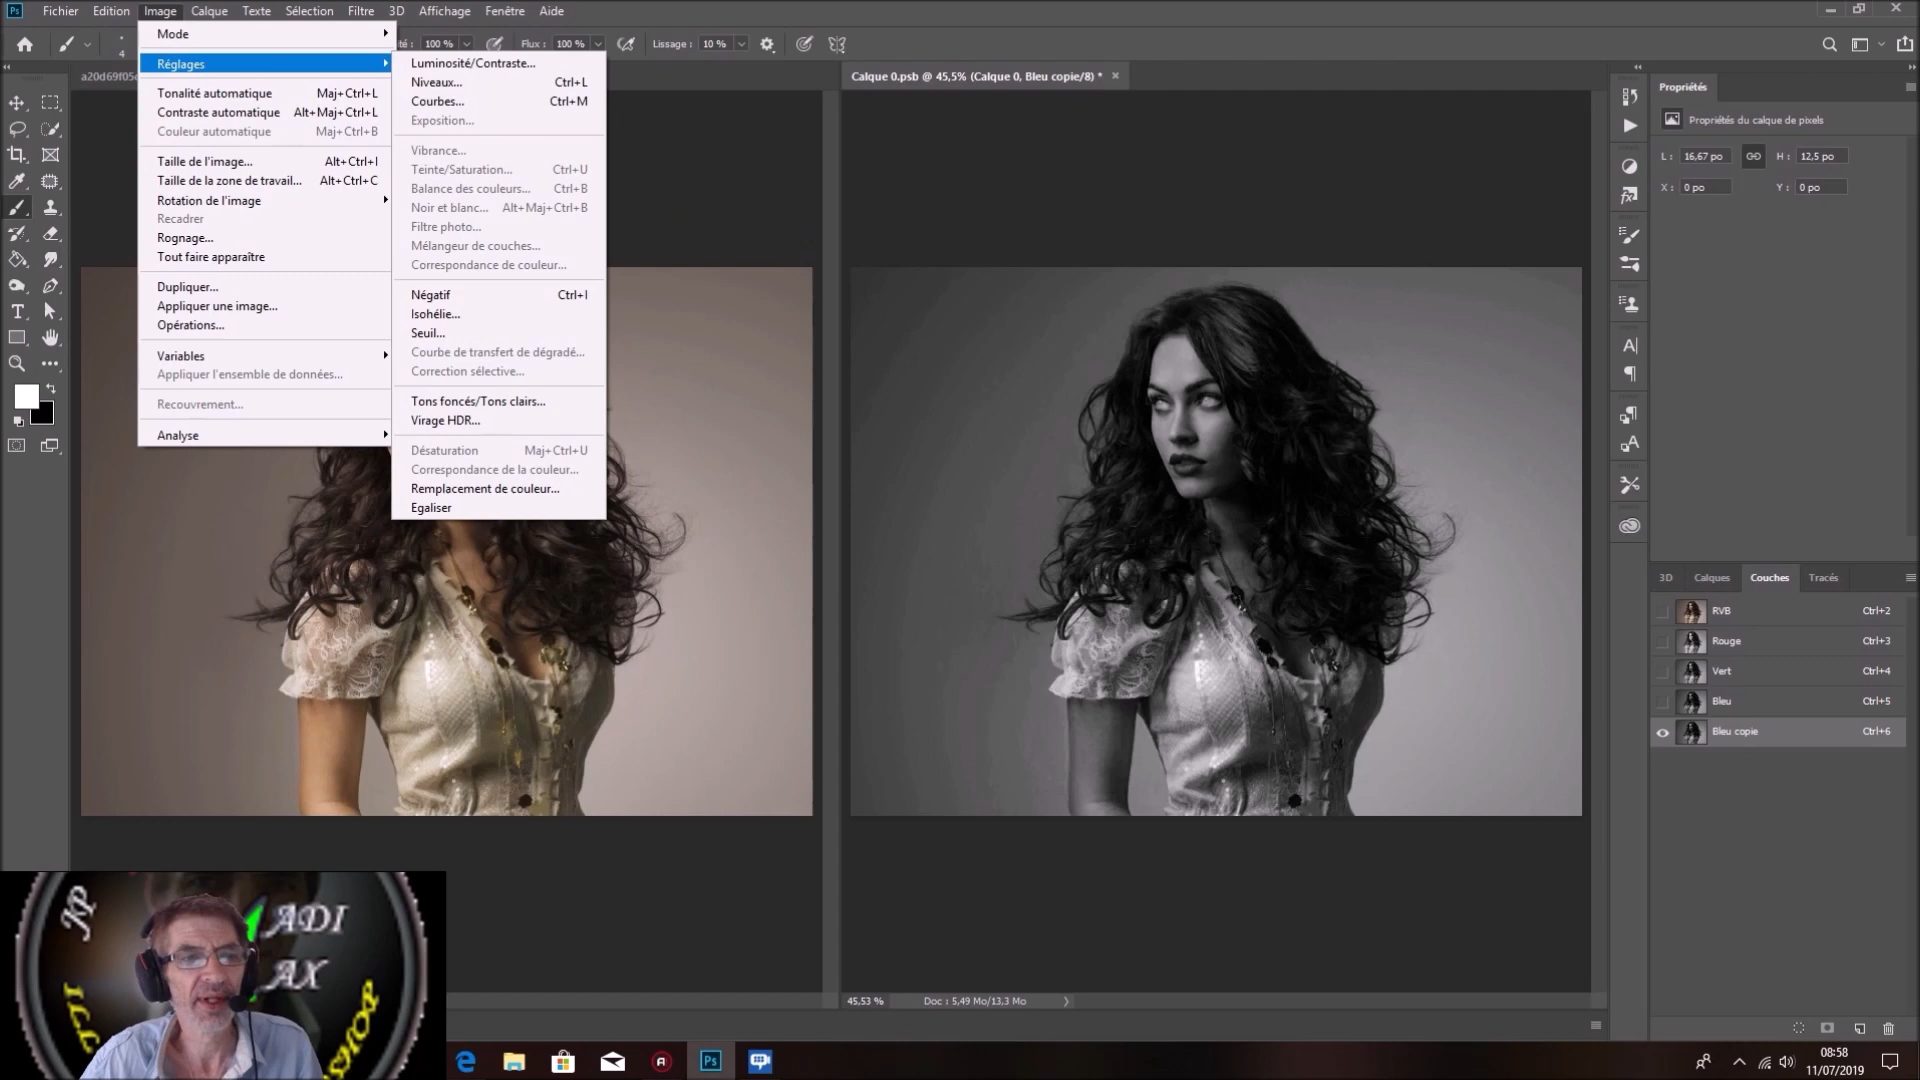 Ps Fichier Edition Image Calque Texte Sélection Filtre 3D Affichage Fenêtre Aide
4 ité : 100 % Flux : 100 % Lissage : 10 %
a20d69f05e
Calque 0.psb @ 45,5% (Calque 0, Bleu copie/8) *
Mode
Réglages
Tonalité automatique Maj+Ctrl+L
Contraste automatique Alt+Maj+Ctrl+L
Couleur automatique Maj+Ctrl+B
Taille de l'image... Alt+Ctrl+I
Taille de la zone de travail... Alt+Ctrl+C
Rotation de l'image
Recadrer
Rognage...
Tout faire apparaître
Dupliquer...
Appliquer une image...
Opérations...
Variables
Appliquer l'ensemble de données...
Recouvrement...
Analyse
Luminosité/Contraste...
Niveaux... Ctrl+L
Courbes... Ctrl+M
Exposition...
Vibrance...
Teinte/Saturation... Ctrl+U
Balance des couleurs... Ctrl+B
Noir et blanc... Alt+Maj+Ctrl+B
Filtre photo...
Mélangeur de couches...
Correspondance de couleur...
Négatif Ctrl+I
Isohélie...
Seuil...
Courbe de transfert de dégradé...
Correction sélective...
Tons foncés/Tons clairs...
Virage HDR...
Désaturation Maj+Ctrl+U
Correspondance de la couleur...
Remplacement de couleur...
Egaliser
Propriétés
Propriétés du calque de pixels
L : 16,67 po H : 12,5 po
X : 0 po Y : 0 po
3D Calques Couches Tracés
RVB Ctrl+2
Rouge Ctrl+3
Vert Ctrl+4
Bleu Ctrl+5
Bleu copie Ctrl+6
45,53 % Doc : 5,49 Mo/13,3 Mo
ADI
AX
Ps
08:58
11/07/2019